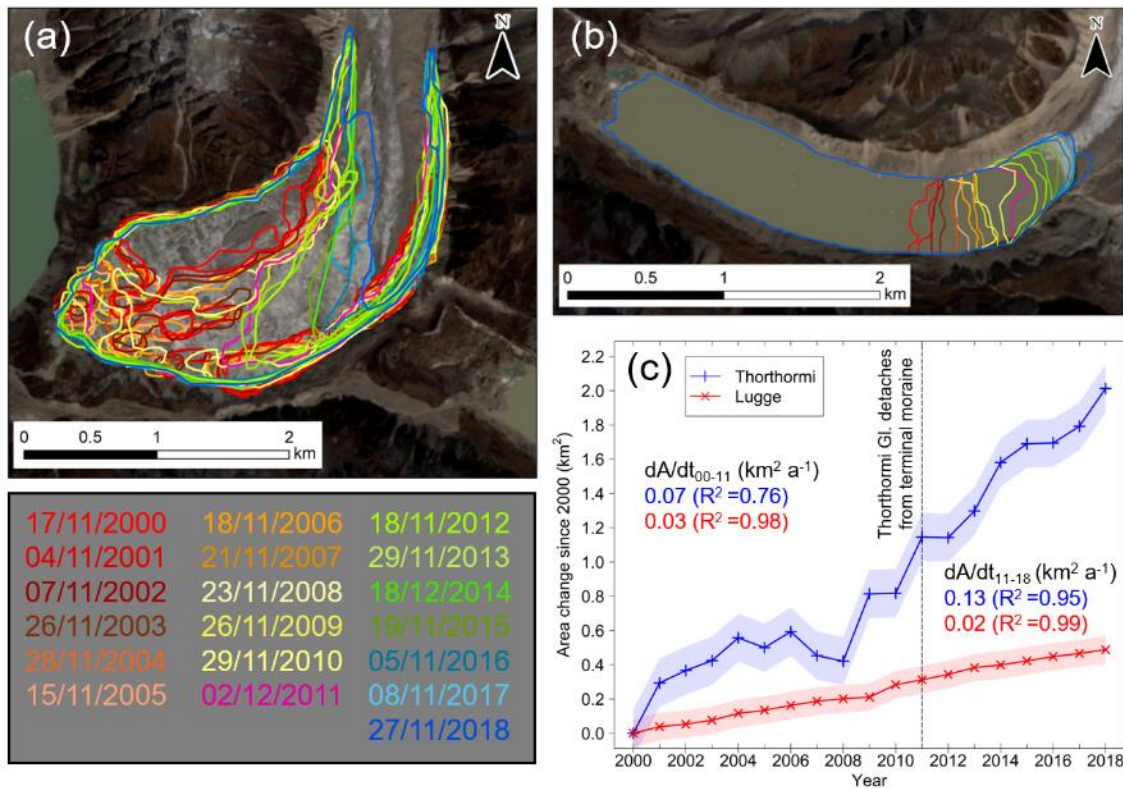 (a)
N
0 0.5 1 2
km
(b)
N
0 0.5 1 2
km
17/11/2000 18/11/2006 18/11/2012
04/11/2001 21/11/2007 29/11/2013
07/11/2002 23/11/2008 18/12/2014
26/11/2003 26/11/2009 19/11/2015
28/11/2004 29/11/2010 05/11/2016
15/11/2005 02/12/2011 08/11/2017
27/11/2018
(c)
Thorthormi
Lugge
Thorthormi Gl. detaches
from terminal moraine
dA/dt00-11 (km² a⁻¹)
0.07 (R² =0.76)
0.03 (R² =0.98)
dA/dt11-18 (km² a⁻¹)
0.13 (R² =0.95)
0.02 (R² =0.99)
Area change since 2000 (km²)
2.2
2.0
1.8
1.6
1.4
1.2
1.0
0.8
0.6
0.4
0.2
0.0
2000 2002 2004 2006 2008 2010 2012 2014 2016 2018
Year